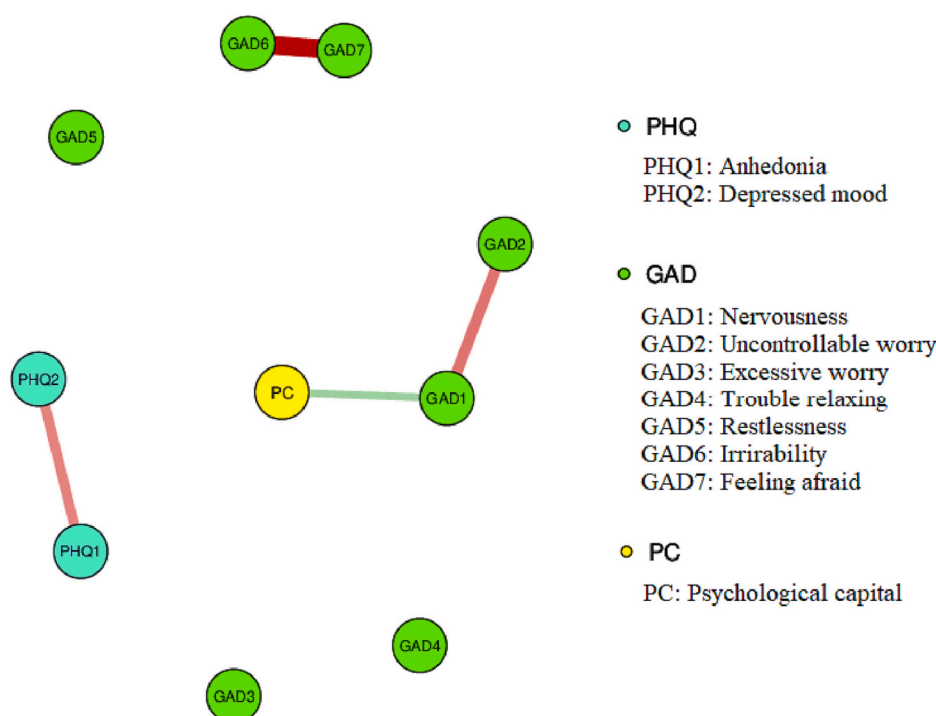 GAD6
GAD7
GAD5
GAD2
PHQ2
PC
GAD1
PHQ1
GAD4
GAD3
PHQ
PHQ1: Anhedonia
PHQ2: Depressed mood
GAD
GAD1: Nervousness
GAD2: Uncontrollable worry
GAD3: Excessive worry
GAD4: Trouble relaxing
GAD5: Restlessness
GAD6: Irrirability
GAD7: Feeling afraid
PC
PC: Psychological capital